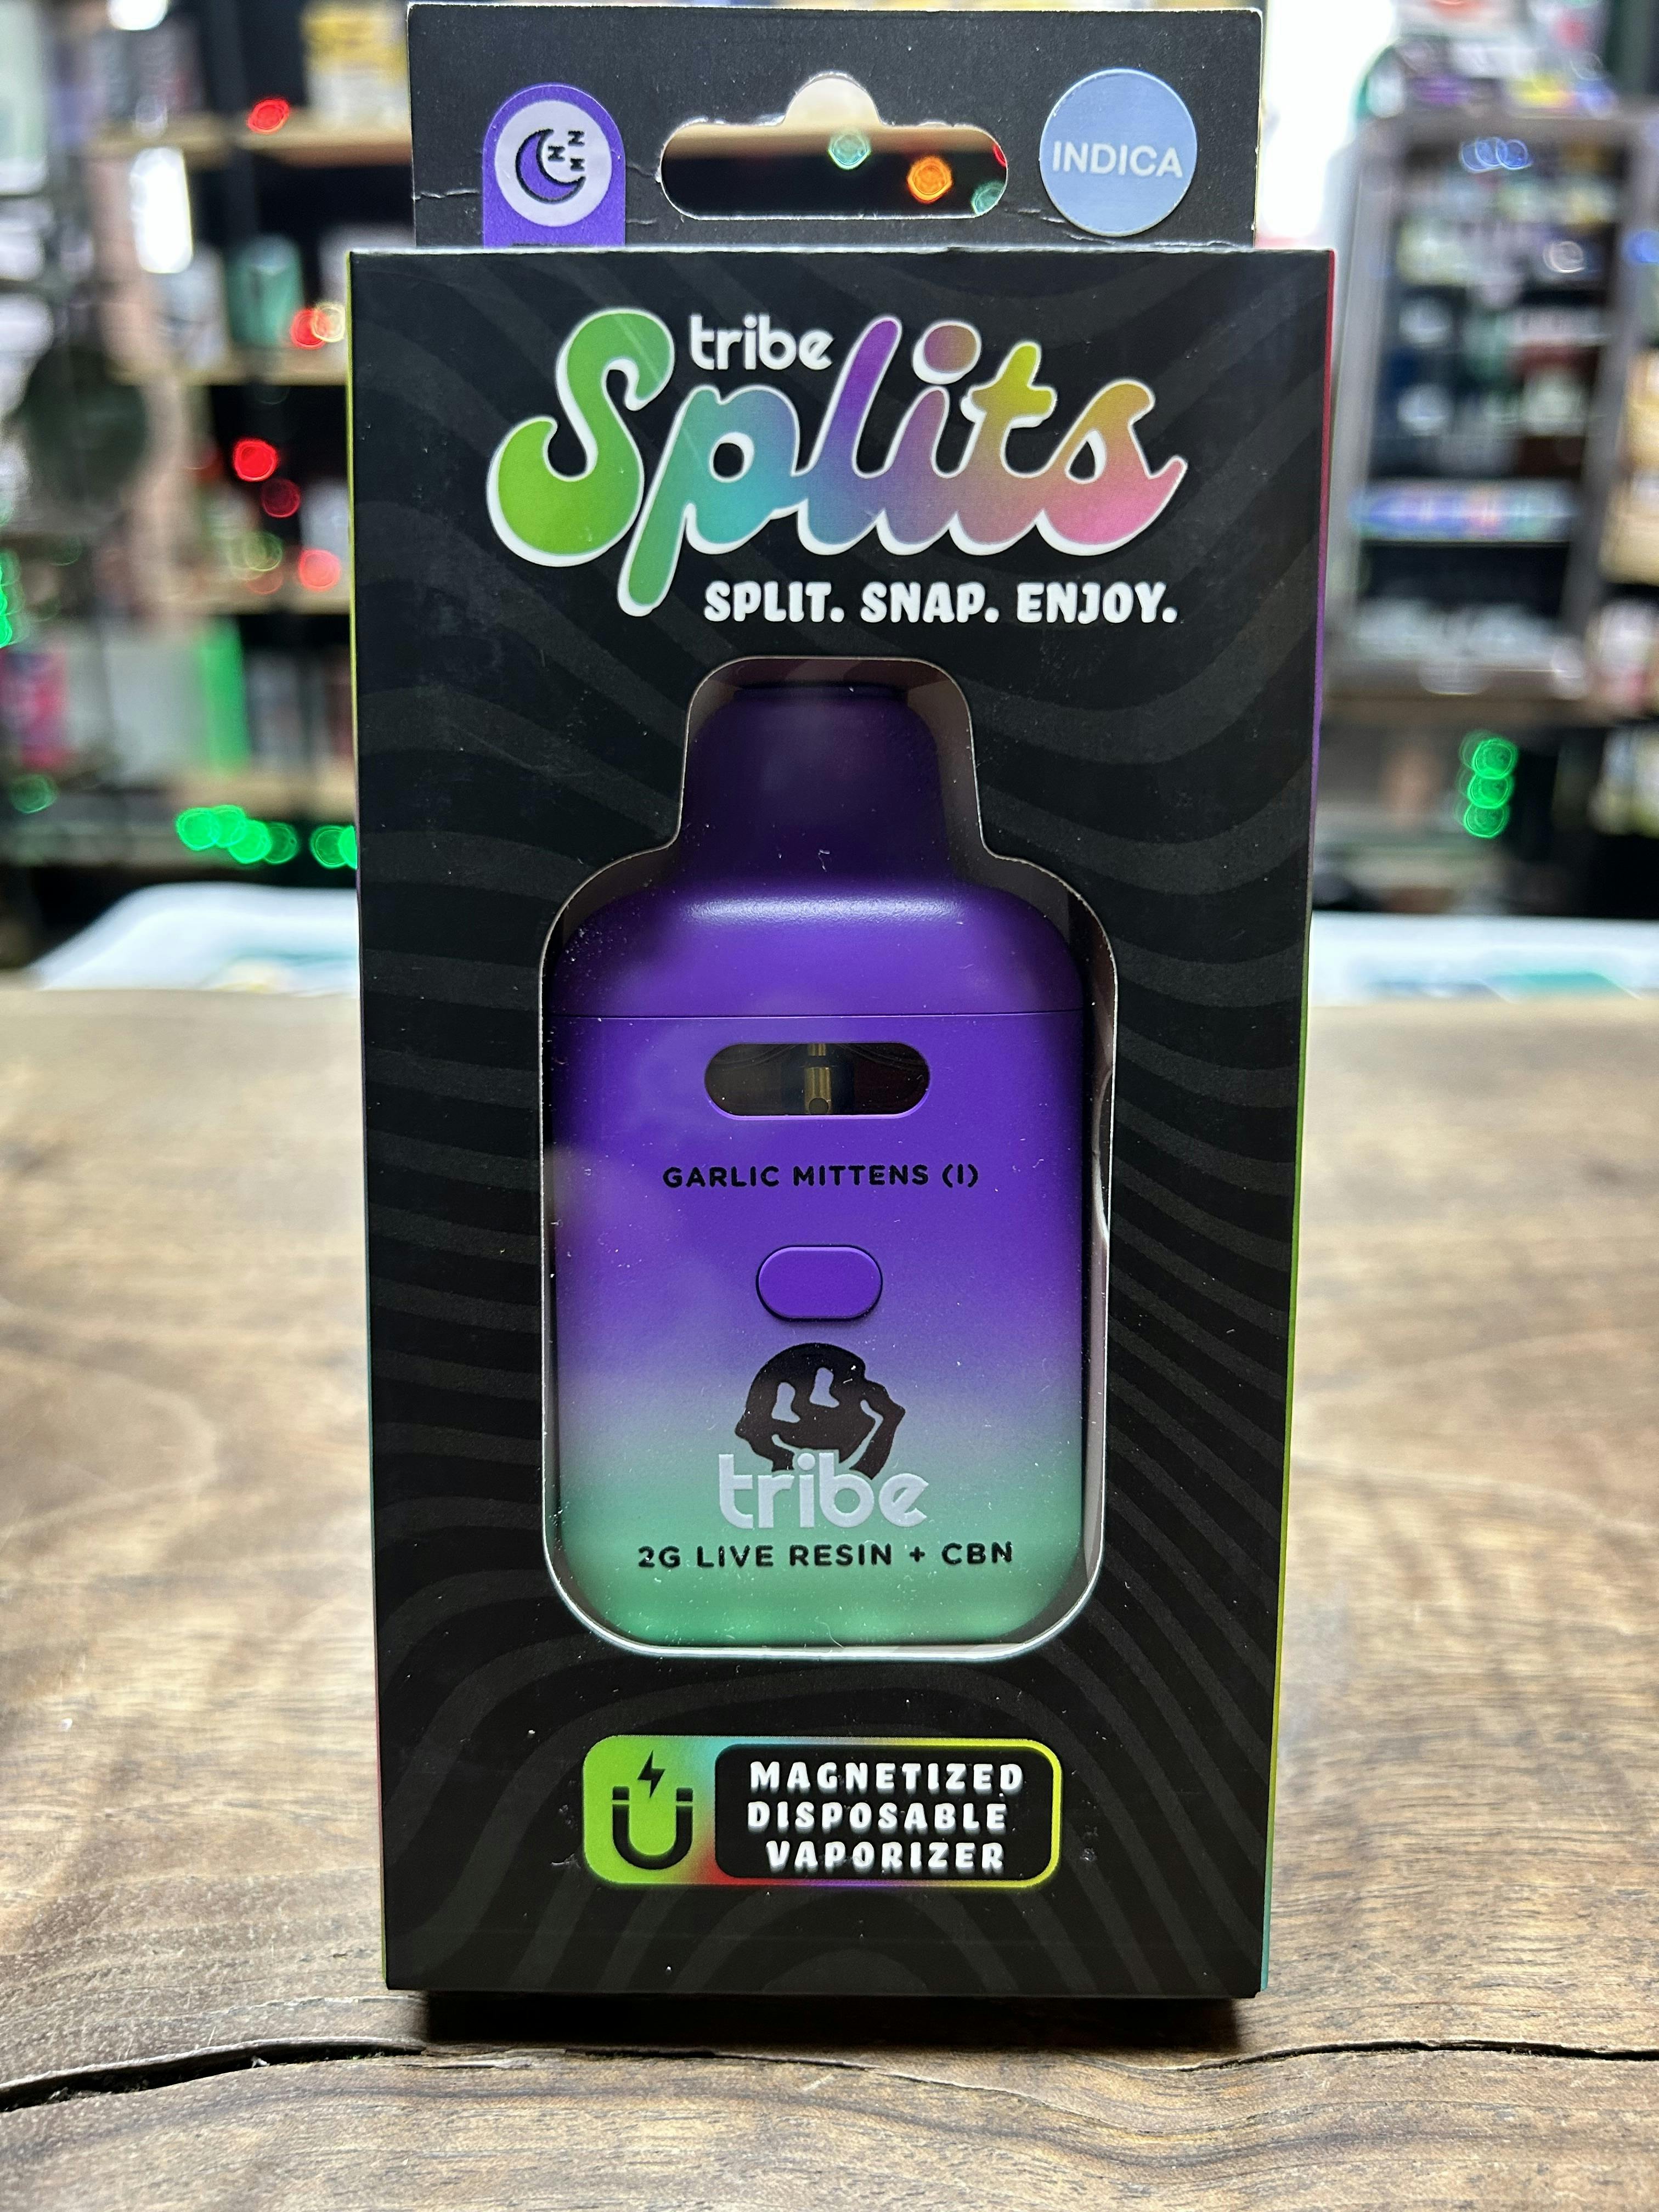 INDICA
tribe
Splits
SPLIT. SNAP. ENJOY.
GARLIC MITTENS (I)
tribe
2G LIVE RESIN + CBN
MAGNETIZED
DISPOSABLE
VAPORIZER